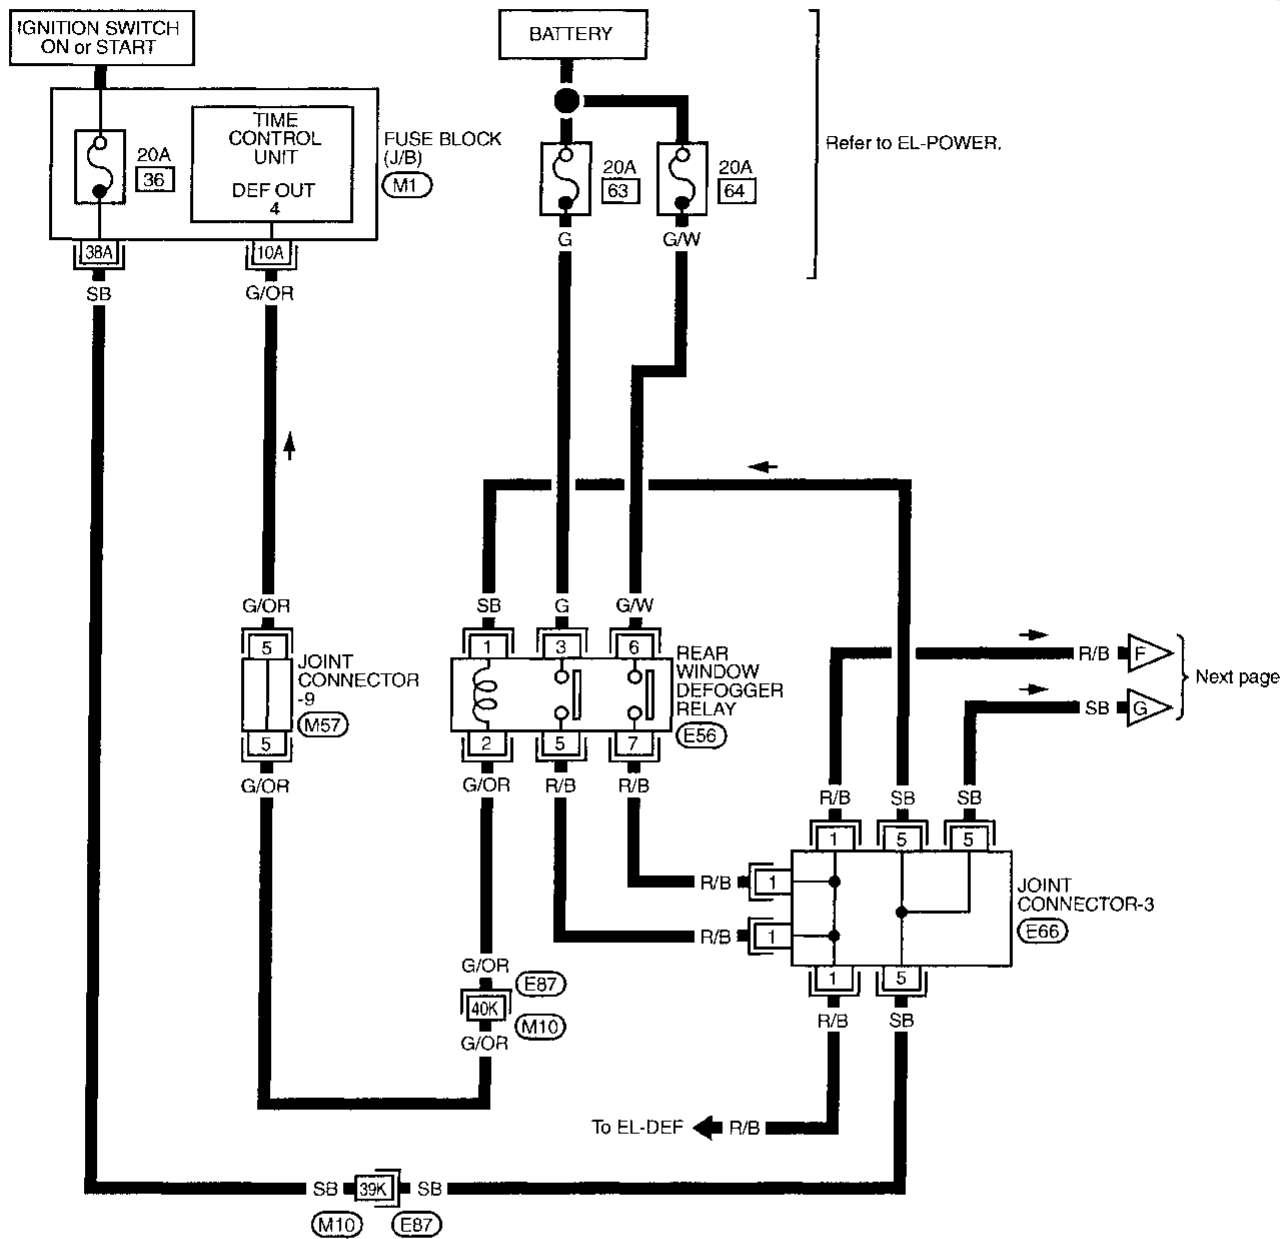 IGNITION SWITCH
ON or START
BATTERY
TIME
CONTROL
UNIT
DEF OUT
4
20A
36
FUSE BLOCK
(J/B)
M1
20A
63
20A
64
Refer to EL-POWER.
38A
10A
G
G/W
SB
G/OR
G/OR
SB
G
G/W
5
JOINT
CONNECTOR
-9
M57
5
1
3
6
REAR
WINDOW
DEFOGGER
RELAY
E56
2
5
7
R/B
F
SB
G
Next page
G/OR
G/OR
R/B
R/B
R/B
SB
SB
1
5
5
R/B
1
R/B
1
JOINT
CONNECTOR-3
E66
1
5
R/B
SB
G/OR
E87
40K
M10
G/OR
To EL-DEF
R/B
SB
39K
SB
M10
E87